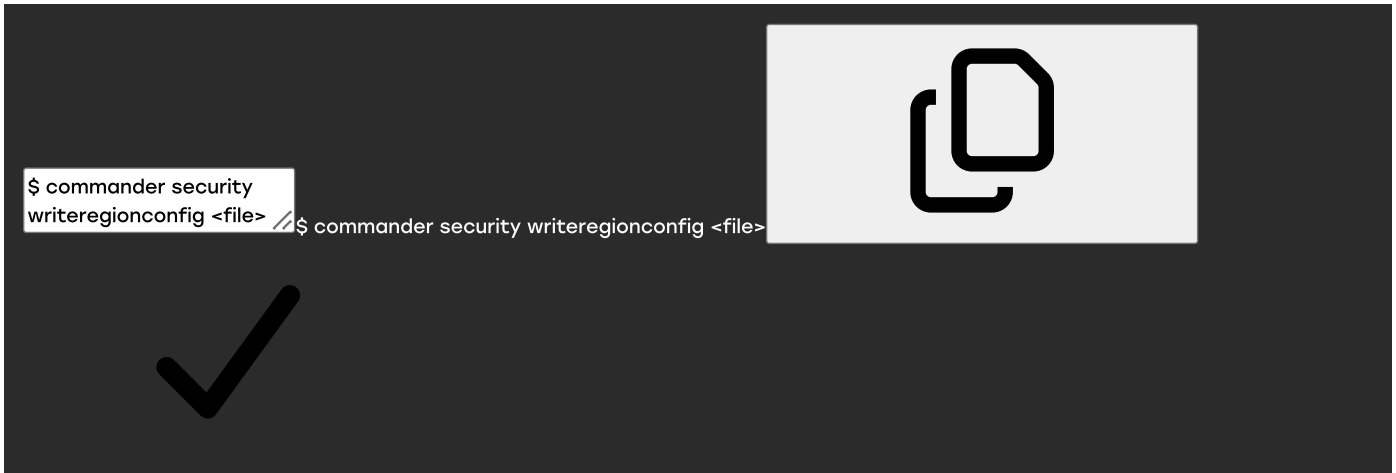 $ commander security
writeregionconfig <file>
$ commander security writeregionconfig <file>